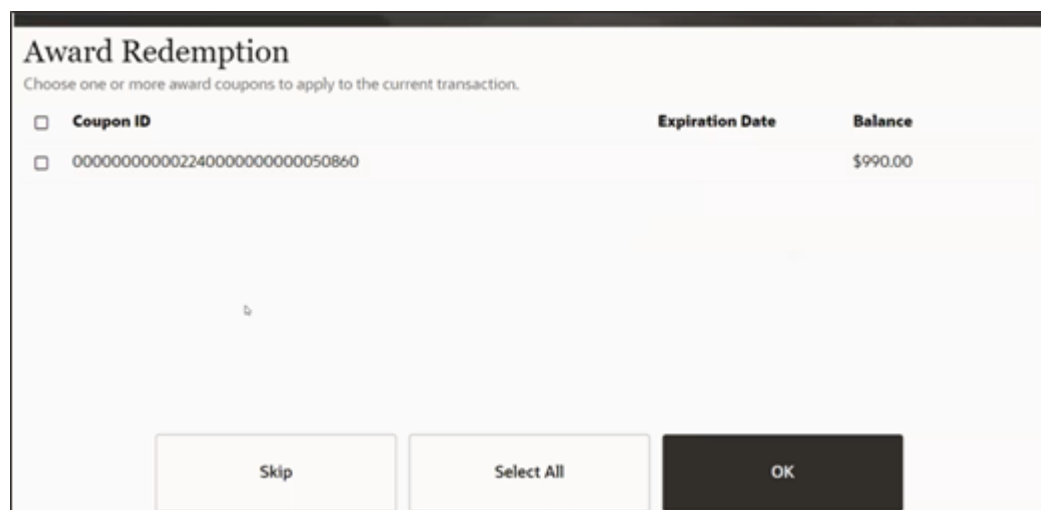 Award Redemption
Choose one or more award coupons to apply to the current transaction.
Coupon ID Expiration Date Balance
000000000002240000000000050860 $990.00
Skip Select All OK